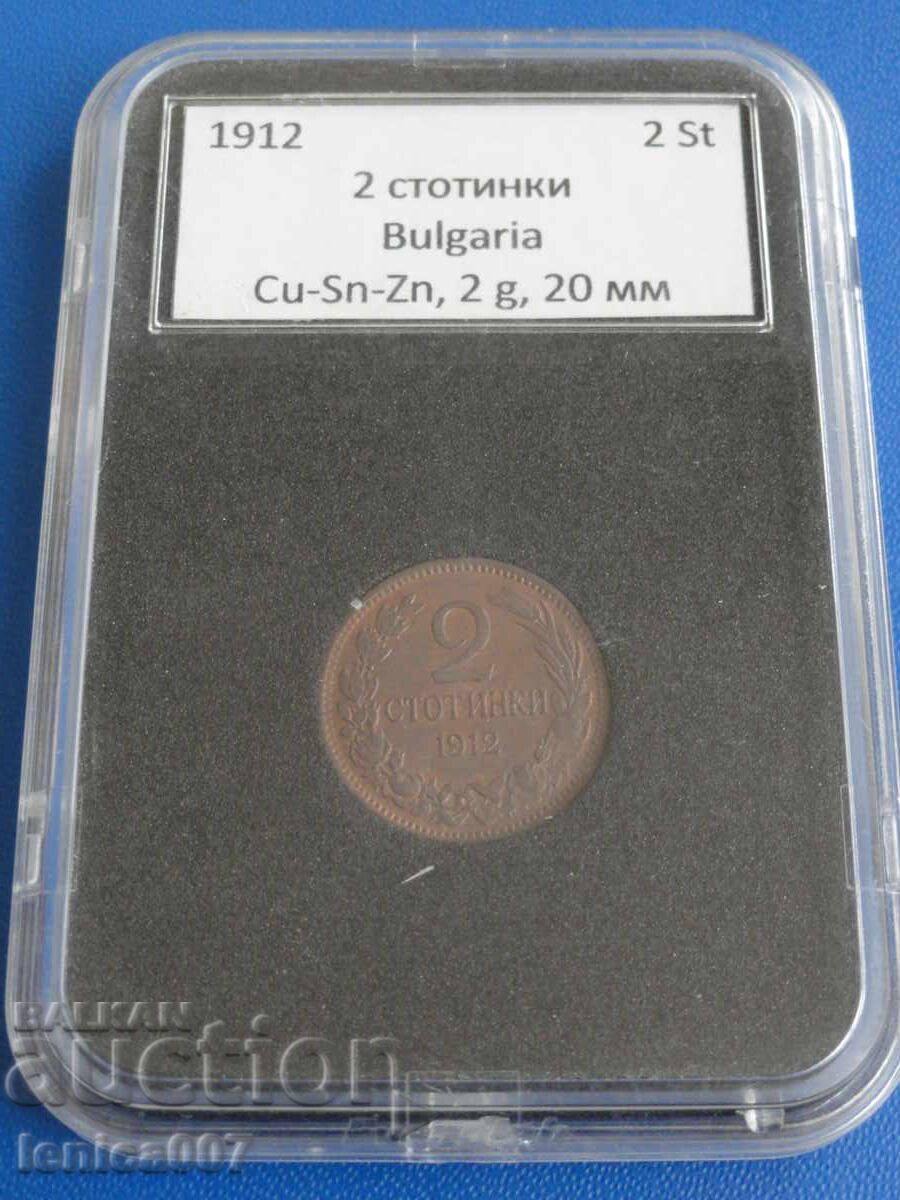 1912 2 St
2 стотинки
Bulgaria
Cu-Sn-Zn, 2 g, 20 мм
2
СТОТИНКИ
1912
BALKAN
auction
lenica007